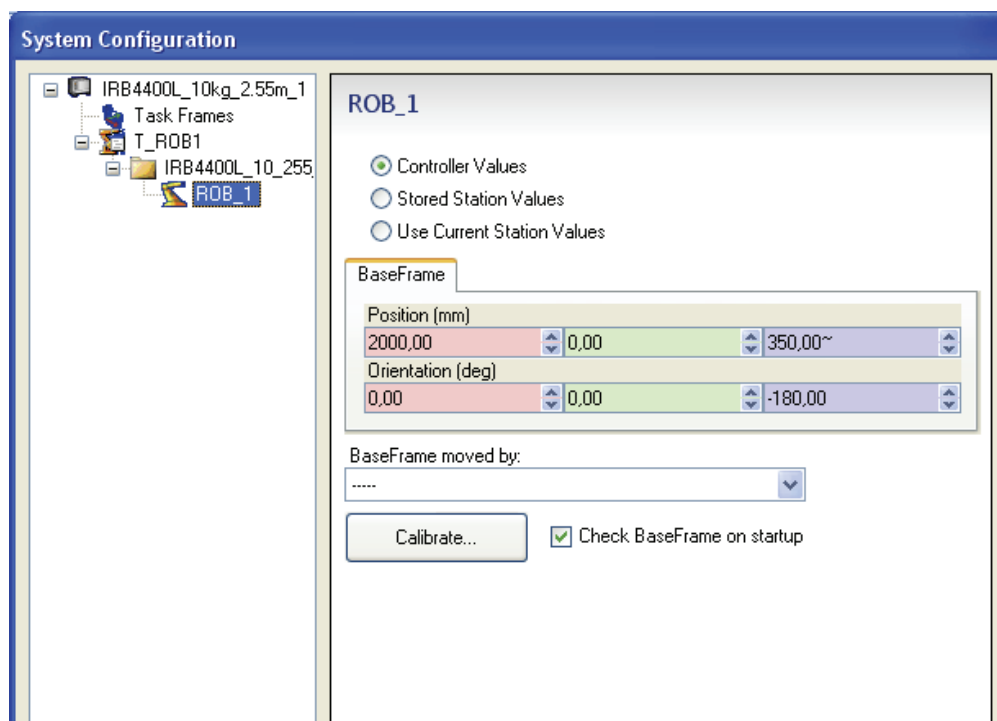 System Configuration
IRB4400L_10kg_2.55m_1
Task Frames
T_ROB1
IRB4400L_10_255_
ROB_1
ROB_1
Controller Values
Stored Station Values
Use Current Station Values
BaseFrame
Position (mm)
2000,00 0,00 350,00~
Orientation (deg)
0,00 0,00 -180,00
BaseFrame moved by:
-----
Calibrate... Check BaseFrame on startup